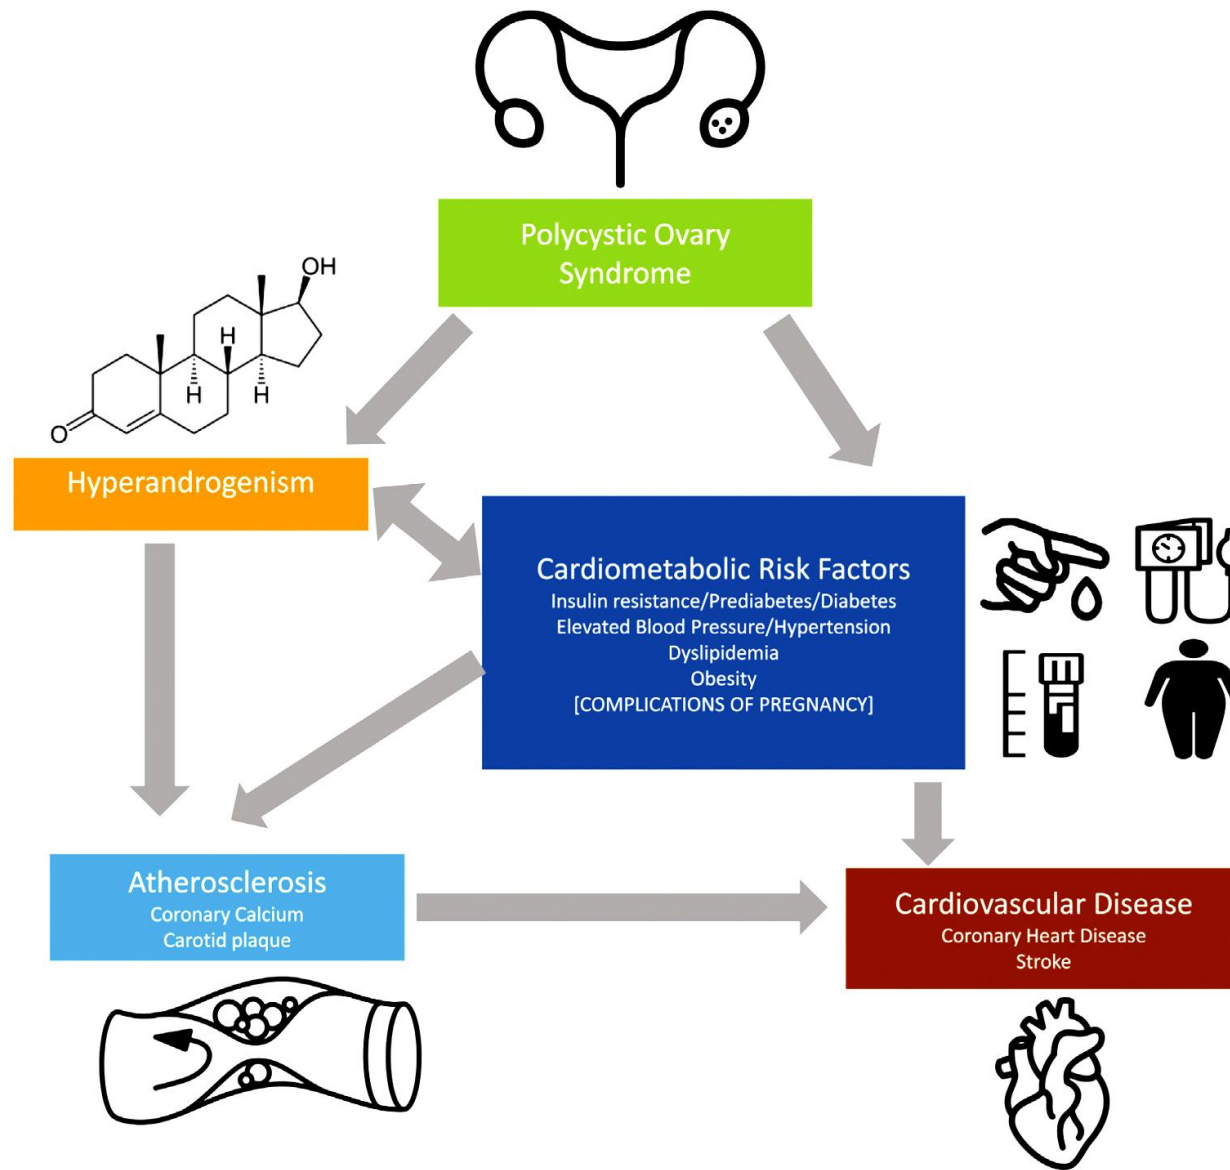 Polycystic Ovary
Syndrome
OH
H
H
H
O
Hyperandrogenism
Cardiometabolic Risk Factors
Insulin resistance/Prediabetes/Diabetes
Elevated Blood Pressure/Hypertension
Dyslipidemia
Obesity
[COMPLICATIONS OF PREGNANCY]
Atherosclerosis
Coronary Calcium
Carotid plaque
Cardiovascular Disease
Coronary Heart Disease
Stroke